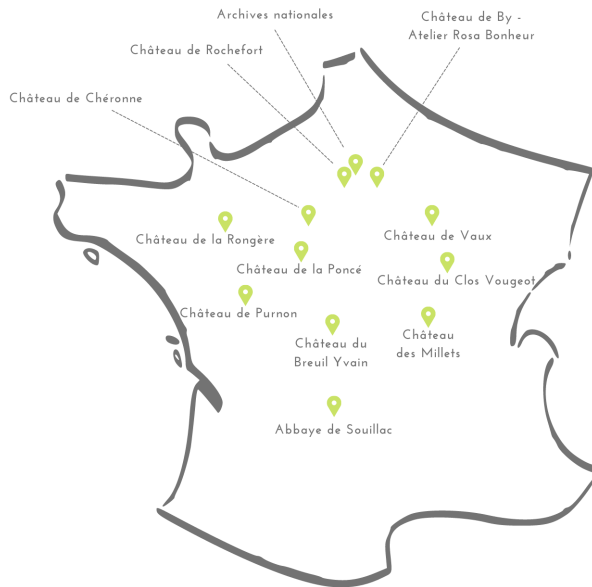 Archives nationales
Château de By -
Atelier Rosa Bonheur
Château de Rochefort
Château de Chéronne
Château de la Rongère
Château de Vaux
Château de la Poncé
Château du Clos Vougeot
Château de Purnon
Château
des Millets
Château du
Breuil Yvain
Abbaye de Souillac